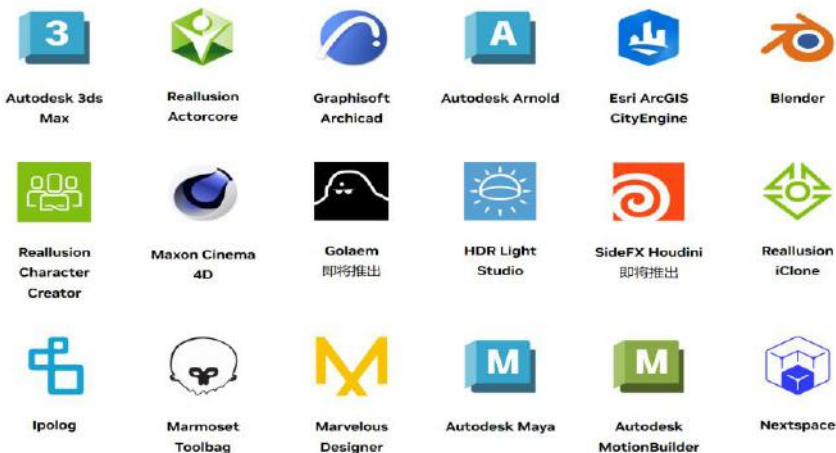 3
A
Autodesk 3ds
Max
Reallusion
Actorcore
Graphisoft
Archicad
Autodesk Arnold
Esri ArcGIS
CityEngine
Blender
Reallusion
Character
Creator
Maxon Cinema
4D
Golaem
即将推出
HDR Light
Studio
SideFX Houdini
即将推出
Reallusion
iClone
M
M
Ipolog
Marmoset
Toolbag
Marvelous
Designer
Autodesk Maya
Autodesk
MotionBuilder
Nextspace